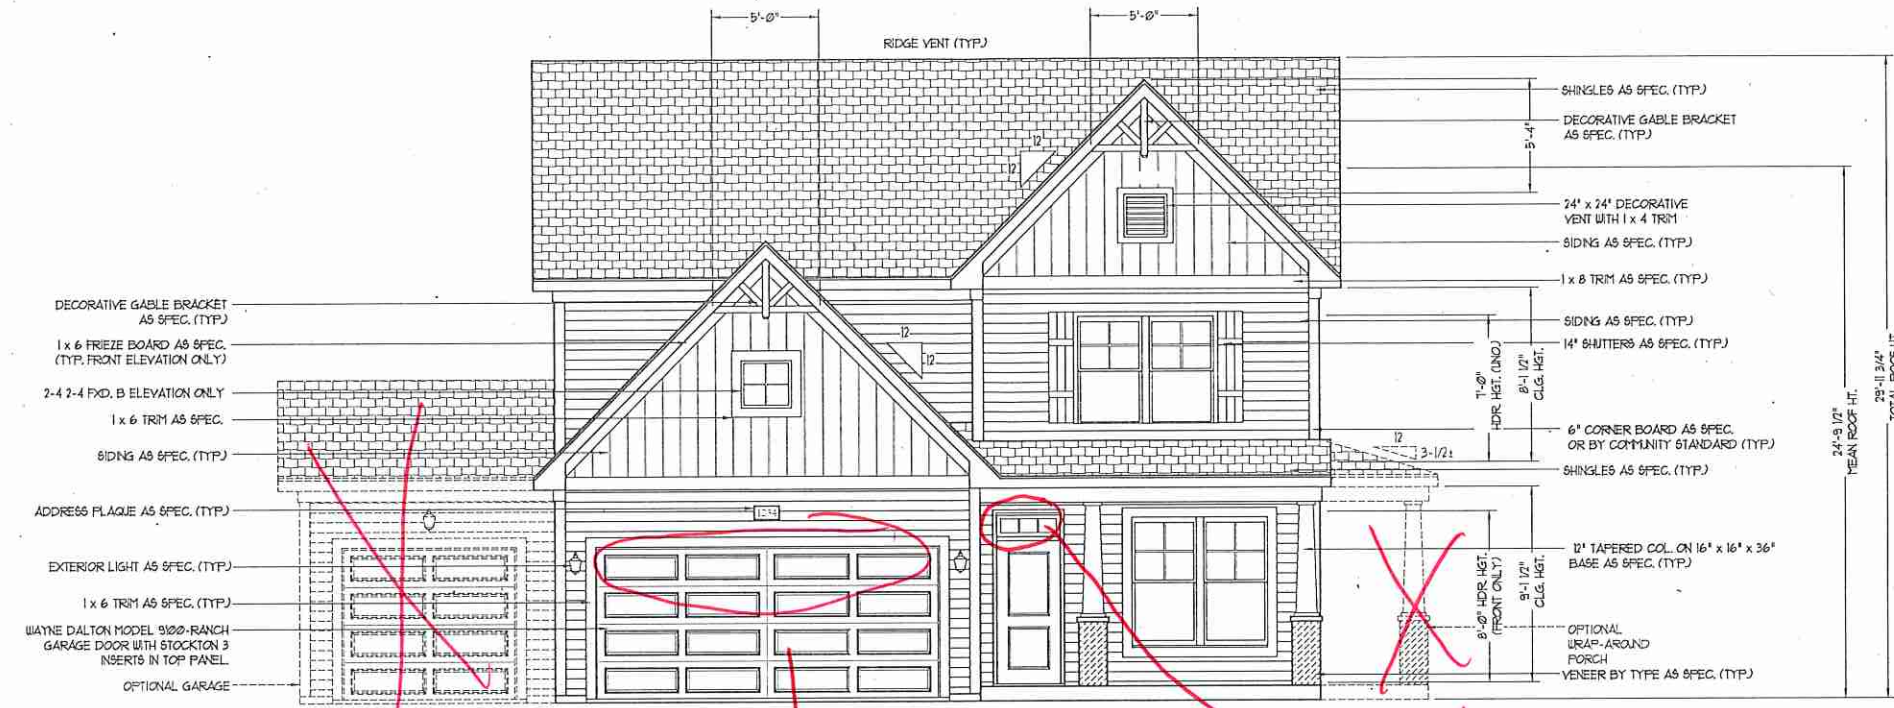 5'-0"
5'-0"
RIDGE VENT (TYP.)
SHINGLES AS SPEC. (TYP.)
DECORATIVE GABLE BRACKET
AS SPEC. (TYP.)
5'-4"
12
12
24" x 24" DECORATIVE
VENT WITH 1 x 4 TRIM
SIDING AS SPEC. (TYP.)
1 x 8 TRIM AS SPEC. (TYP.)
DECORATIVE GABLE BRACKET
AS SPEC. (TYP.)
1 x 6 FRIEZE BOARD AS SPEC.
(TYP. FRONT ELEVATION ONLY)
2-4 2-4 FXD. B ELEVATION ONLY
1 x 6 TRIM AS SPEC.
SIDING AS SPEC. (TYP.)
12
12
SIDING AS SPEC. (TYP.)
14" SHUTTERS AS SPEC. (TYP.)
7'-0"
HDR. HGT. (UNO)
8'-1 1/2"
CLG. HGT.
6" CORNER BOARD AS SPEC.
OR BY COMMUNITY STANDARD (TYP.)
12
3-1/2±
SHINGLES AS SPEC. (TYP.)
24'-9 1/2"
MEAN ROOF HT.
29'-11 3/4"
TOTAL ROOF HT.
ADDRESS PLAQUE AS SPEC. (TYP.)
1234
EXTERIOR LIGHT AS SPEC. (TYP.)
1 x 6 TRIM AS SPEC. (TYP.)
WAYNE DALTON MODEL 9100-RANCH
GARAGE DOOR WITH STOCKTON 3
INSERTS IN TOP PANEL.
OPTIONAL GARAGE
8'-0" HDR HGT.
(FRONT ONLY)
9'-1 1/2"
CLG. HGT.
12" TAPERED COL. ON 16" x 16" x 36"
BASE AS SPEC. (TYP.)
OPTIONAL
WRAP-AROUND
PORCH
VENEER BY TYPE AS SPEC. (TYP.)